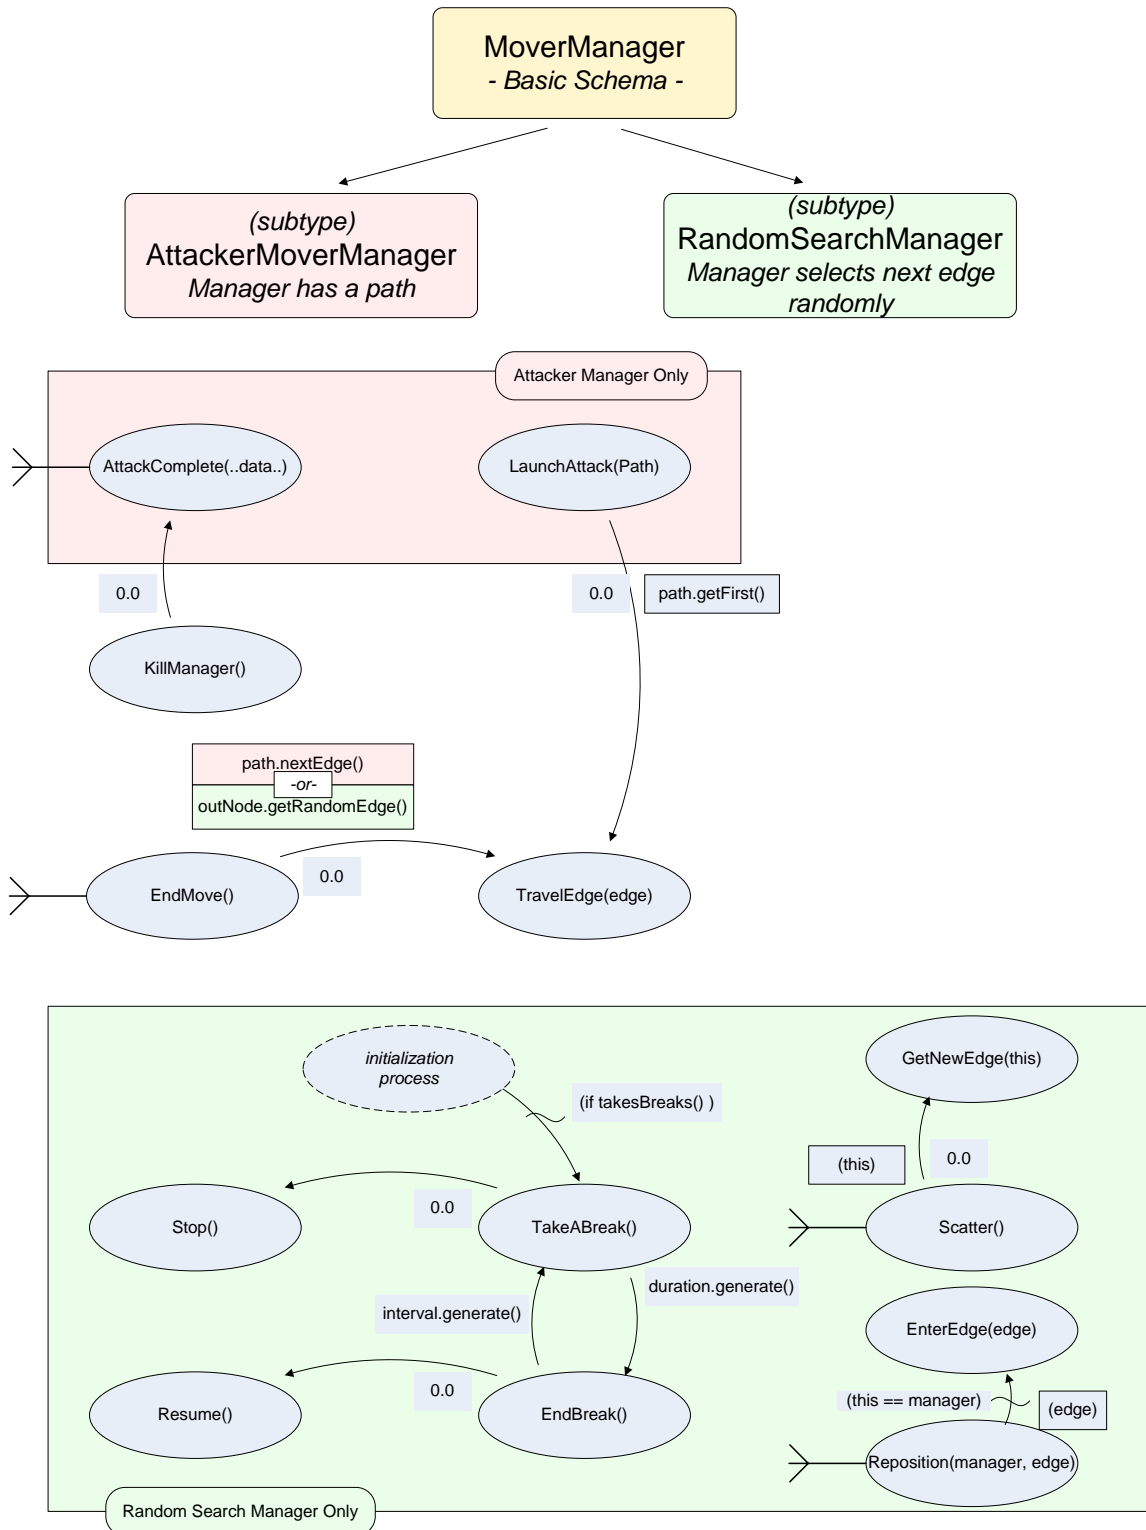 MoverManager
- Basic Schema -
(subtype)
AttackerMoverManager
Manager has a path
(subtype)
RandomSearchManager
Manager selects next edge
randomly
Attacker Manager Only
AttackComplete(..data..)
LaunchAttack(Path)
0.0
0.0
path.getFirst()
KillManager()
path.nextEdge()
-or-
outNode.getRandomEdge()
0.0
EndMove()
TravelEdge(edge)
initialization
process
(if takesBreaks() )
GetNewEdge(this)
(this)
0.0
Stop()
0.0
TakeABreak()
Scatter()
interval.generate()
duration.generate()
EnterEdge(edge)
Resume()
0.0
EndBreak()
(this == manager)
(edge)
Reposition(manager, edge)
Random Search Manager Only